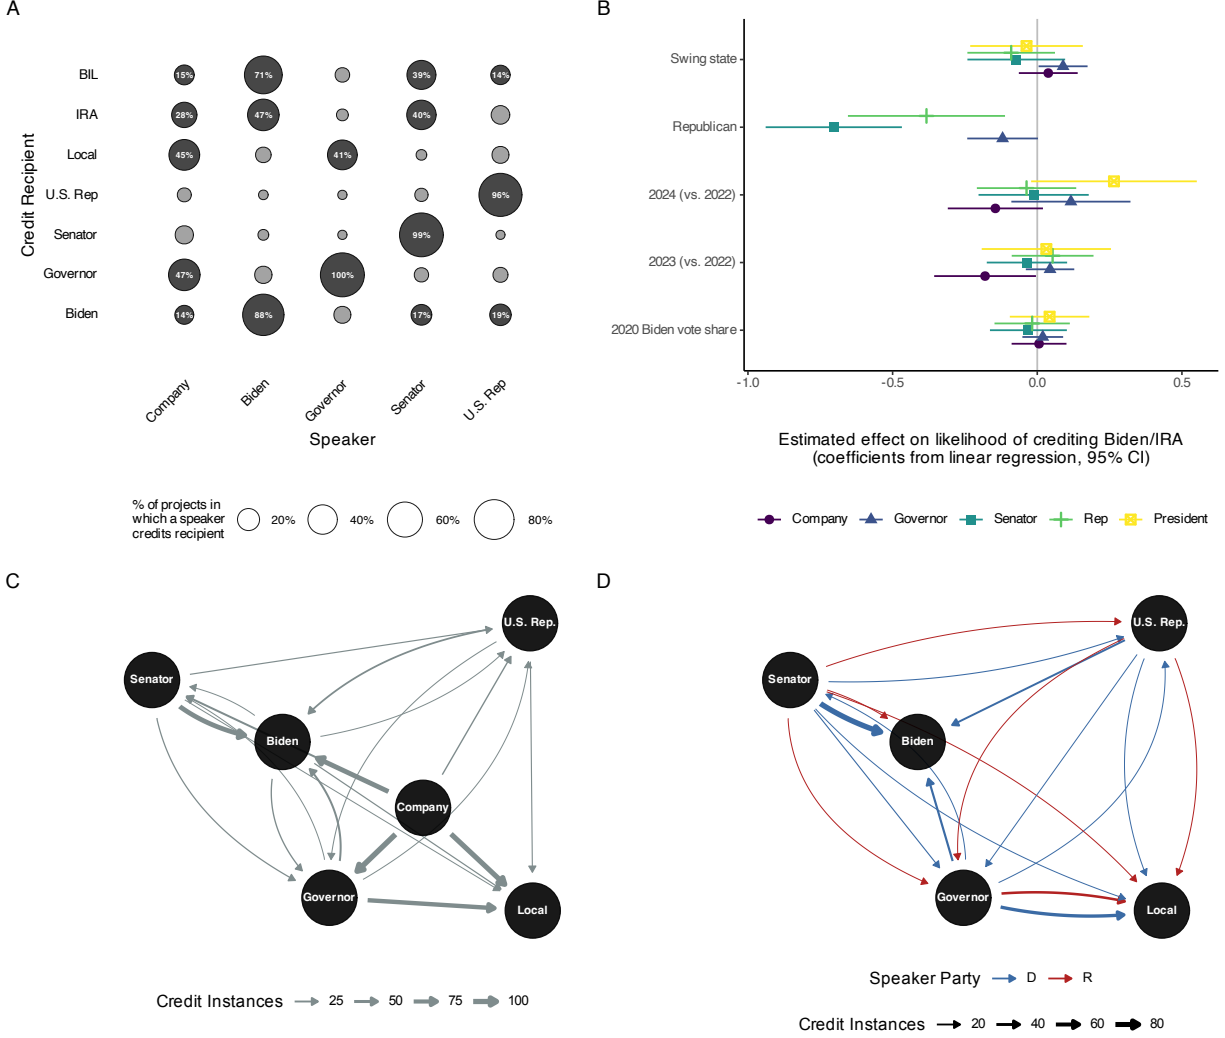 A
BIL
15%
71%
39%
14%
IRA
28%
47%
40%
Local
45%
41%
U.S. Rep
96%
Senator
99%
Governor
47%
100%
Biden
14%
88%
17%
19%
Credit Recipient
Company
Biden
Governor
Senator
U.S. Rep
Speaker
% of projects in
which a speaker
credits recipient
20%
40%
60%
80%
B
Swing state
Republican
2024 (vs. 2022)
2023 (vs. 2022)
2020 Biden vote share
-1.0
-0.5
0.0
0.5
Estimated effect on likelihood of crediting Biden/IRA
(coefficients from linear regression, 95% CI)
Company
Governor
Senator
Rep
President
C
U.S. Rep.
Senator
Biden
Company
Governor
Local
Credit Instances
25
50
75
100
D
U.S. Rep.
Senator
Biden
Governor
Local
Speaker Party
D
R
Credit Instances
20
40
60
80